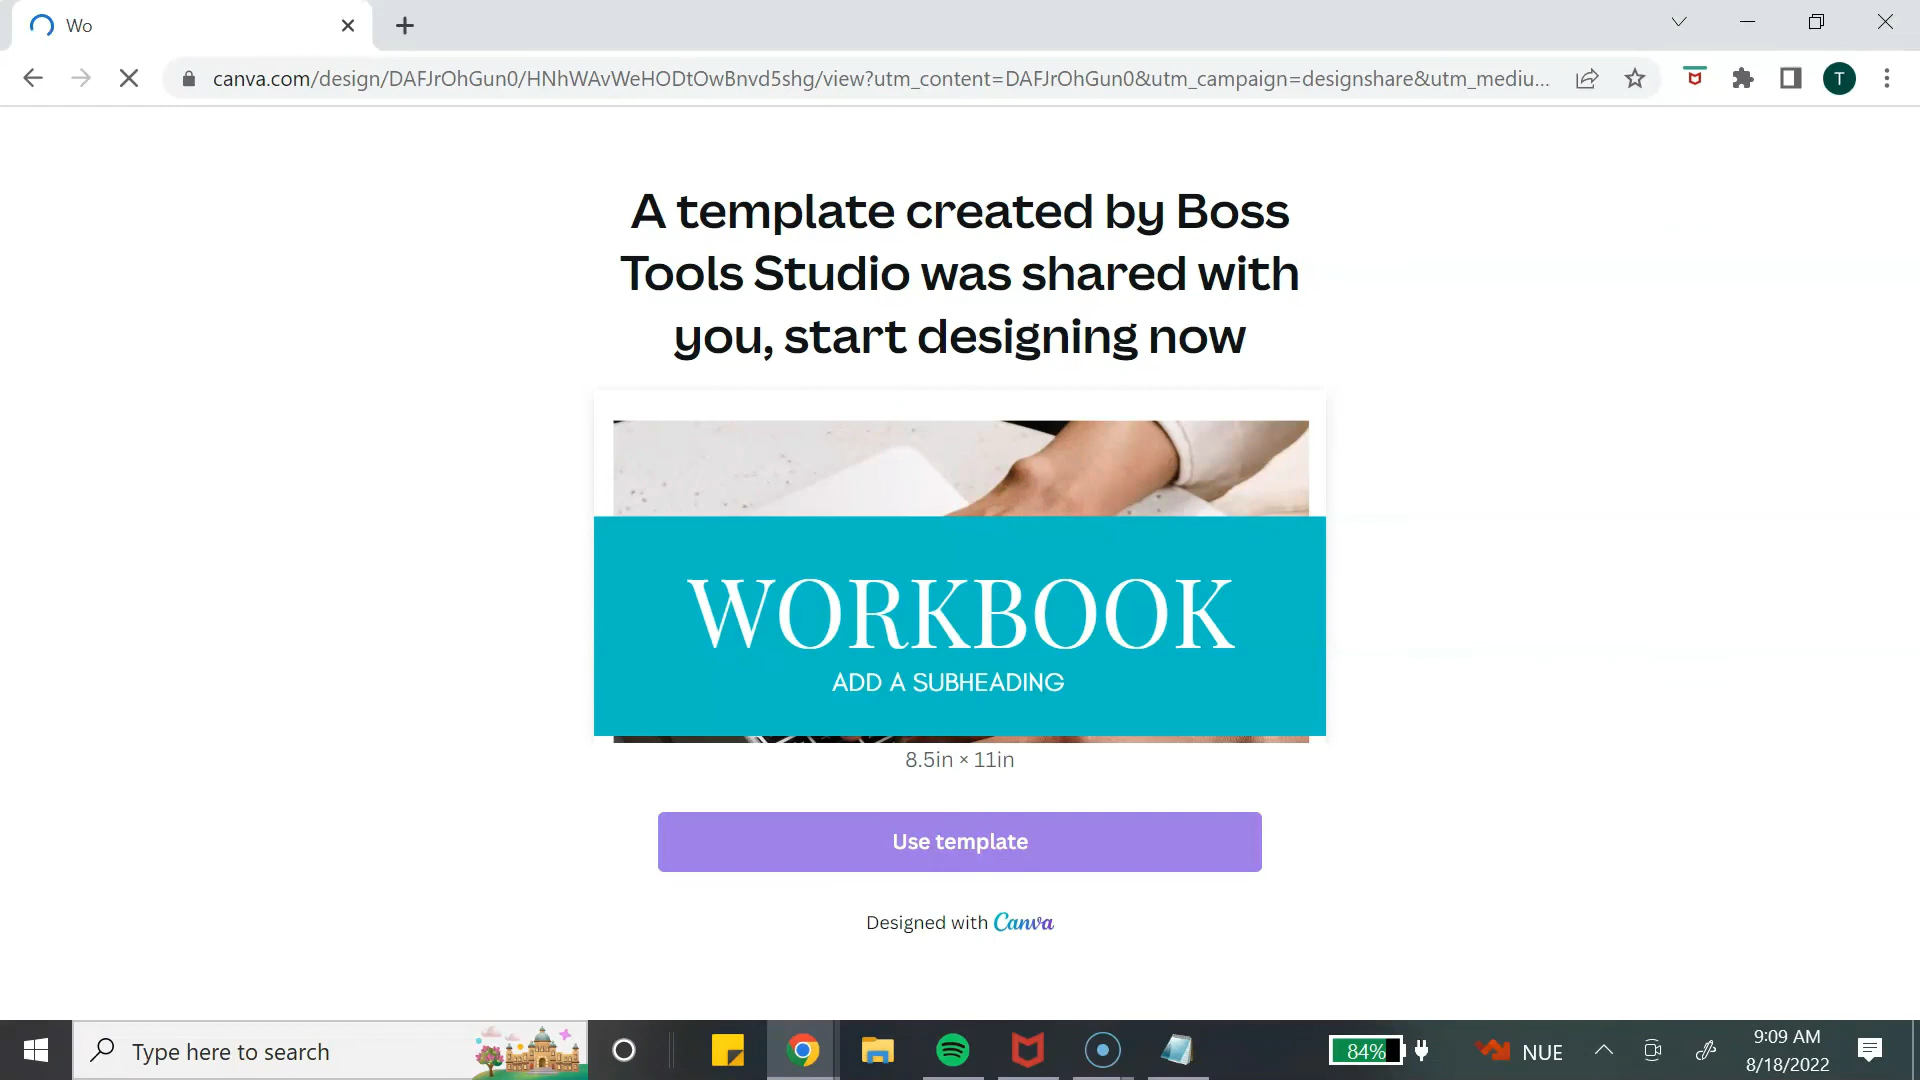 Wo
canva.com/design/DAFJrOhGun0/HNhWAvWeHODtOwBnvd5shg/view?utm_content=DAFJrOhGun0&utm_campaign=designshare&utm_mediu...
T
A template created by Boss
Tools Studio was shared with
you, start designing now
WORKBOOK
ADD A SUBHEADING
8.5in × 11in
Use template
Designed with Canva
Type here to search
84%
NUE
9:09 AM
8/18/2022